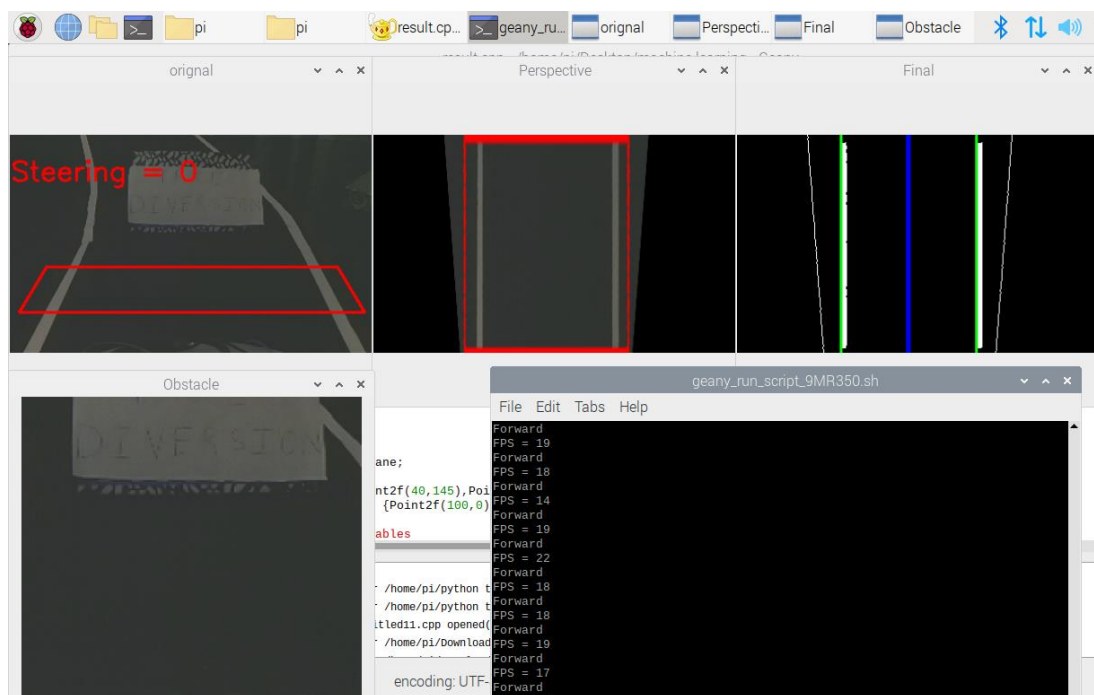 pi
pi
result.cp...
geany_ru...
orignal
Perspecti...
Final
Obstacle
orignal
Perspective
Final
Steering = 0
DIVERSION
Obstacle
DIVERSION
geany_run_script_9MR350.sh
File Edit Tabs Help
ane;
nt2f(40,145),Poi
{Point2f(100,0)
ables
/home/pi/python t
/home/pi/python t
itled11.cpp opened(
/home/pi/Download
encoding: UTF-
Forward
FPS = 19
Forward
FPS = 18
Forward
FPS = 14
Forward
FPS = 19
Forward
FPS = 22
Forward
FPS = 18
Forward
FPS = 18
Forward
FPS = 19
Forward
FPS = 17
Forward